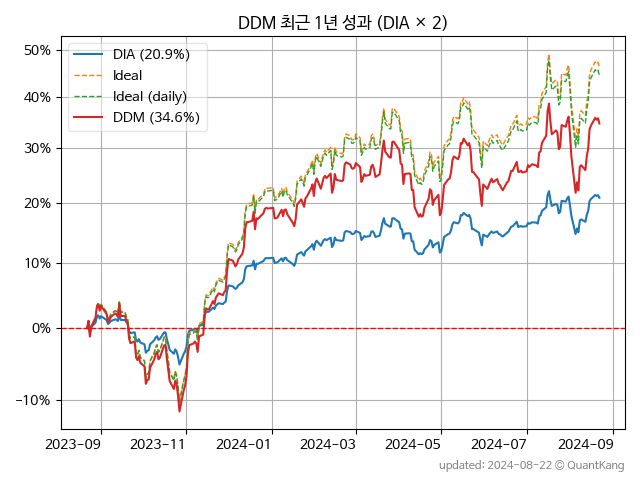 DDM 최근 1년 성과 (DIA × 2)
DIA (20.9%)
Ideal
Ideal (daily)
DDM (34.6%)
50%
40%
30%
20%
10%
0%
−10%
2023-09
2023-11
2024-01
2024-03
2024-05
2024-07
2024-09
updated: 2024-08-22 © QuantKang